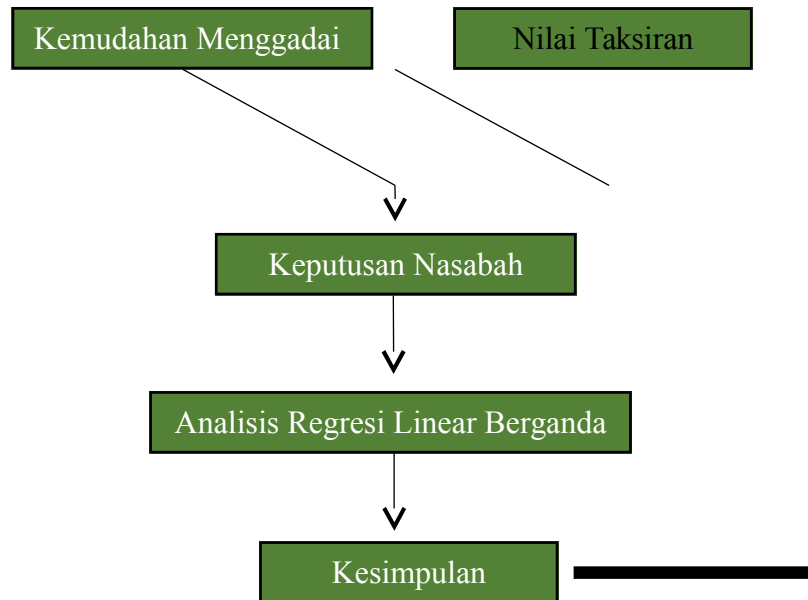 Kemudahan Menggadai
Nilai Taksiran
Keputusan Nasabah
Analisis Regresi Linear Berganda
Kesimpulan